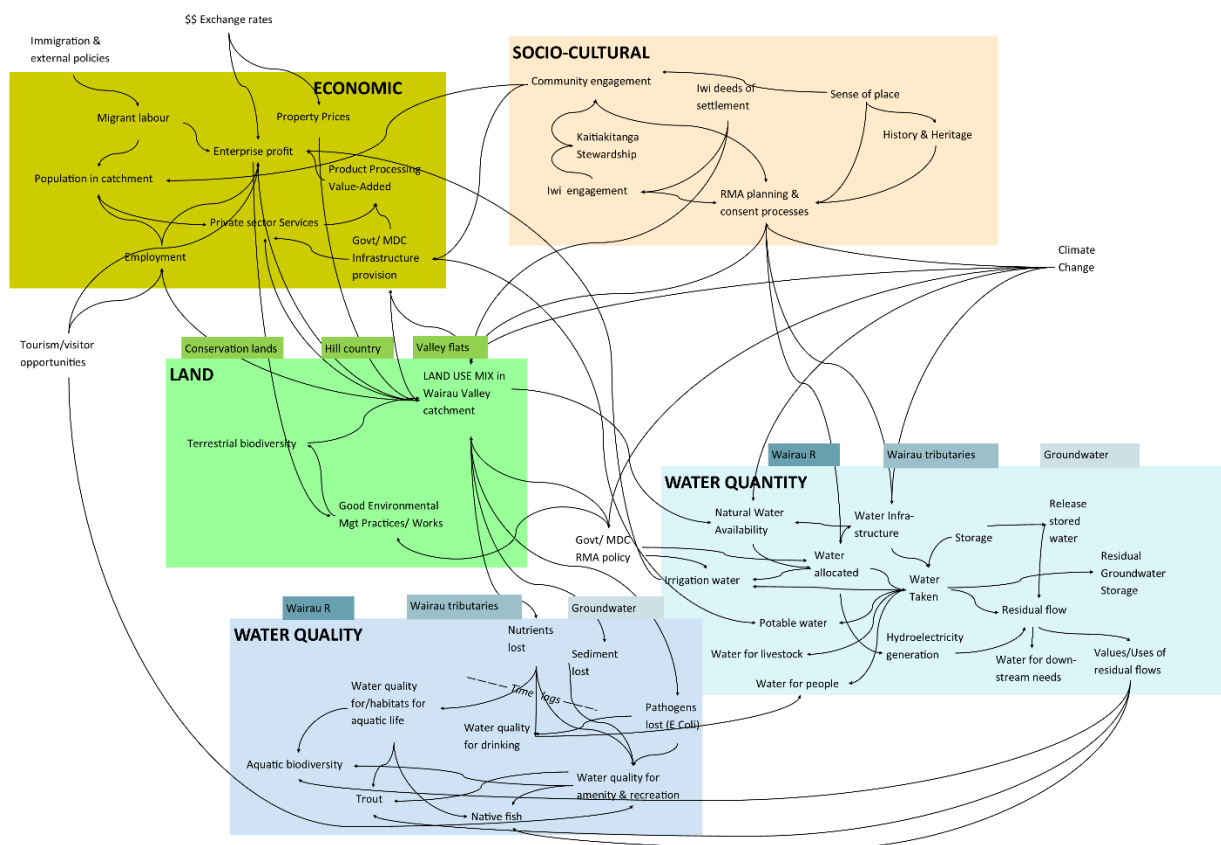 $$ Exchange rates
Immigration &
external policies
ECONOMIC
Migrant labour
Property Prices
Enterprise profit
Population in catchment
Product Processing
Value-Added
Private sector Services
Employment
Govt/ MDC
Infrastructure
provision
SOCIO-CULTURAL
Community engagement
Iwi deeds of
settlement
Sense of place
Kaitiakitanga
Stewardship
History & Heritage
Iwi engagement
RMA planning &
consent processes
Climate
Change
Tourism/visitor
opportunities
Conservation lands
Hill country
Valley flats
LAND
LAND USE MIX in
Wairau Valley
catchment
Terrestrial biodiversity
Good Environmental
Mgt Practices/ Works
Govt/ MDC
RMA policy
Wairau R
Wairau tributaries
Groundwater
WATER QUANTITY
Natural Water
Availability
Water Infra-
structure
Storage
Release
stored
water
Water
allocated
Residual
Groundwater
Storage
Irrigation water
Water
Taken
Residual flow
Potable water
Hydroelectricity
generation
Water for livestock
Water for down-
stream needs
Values/Uses of
residual flows
Water for people
Wairau R
Wairau tributaries
Groundwater
WATER QUALITY
Nutrients
lost
Sediment
lost
Time lags
Water quality
for/habitats for
aquatic life
Pathogens
lost (E Coli)
Water quality
for drinking
Aquatic biodiversity
Water quality for
amenity & recreation
Trout
Native fish